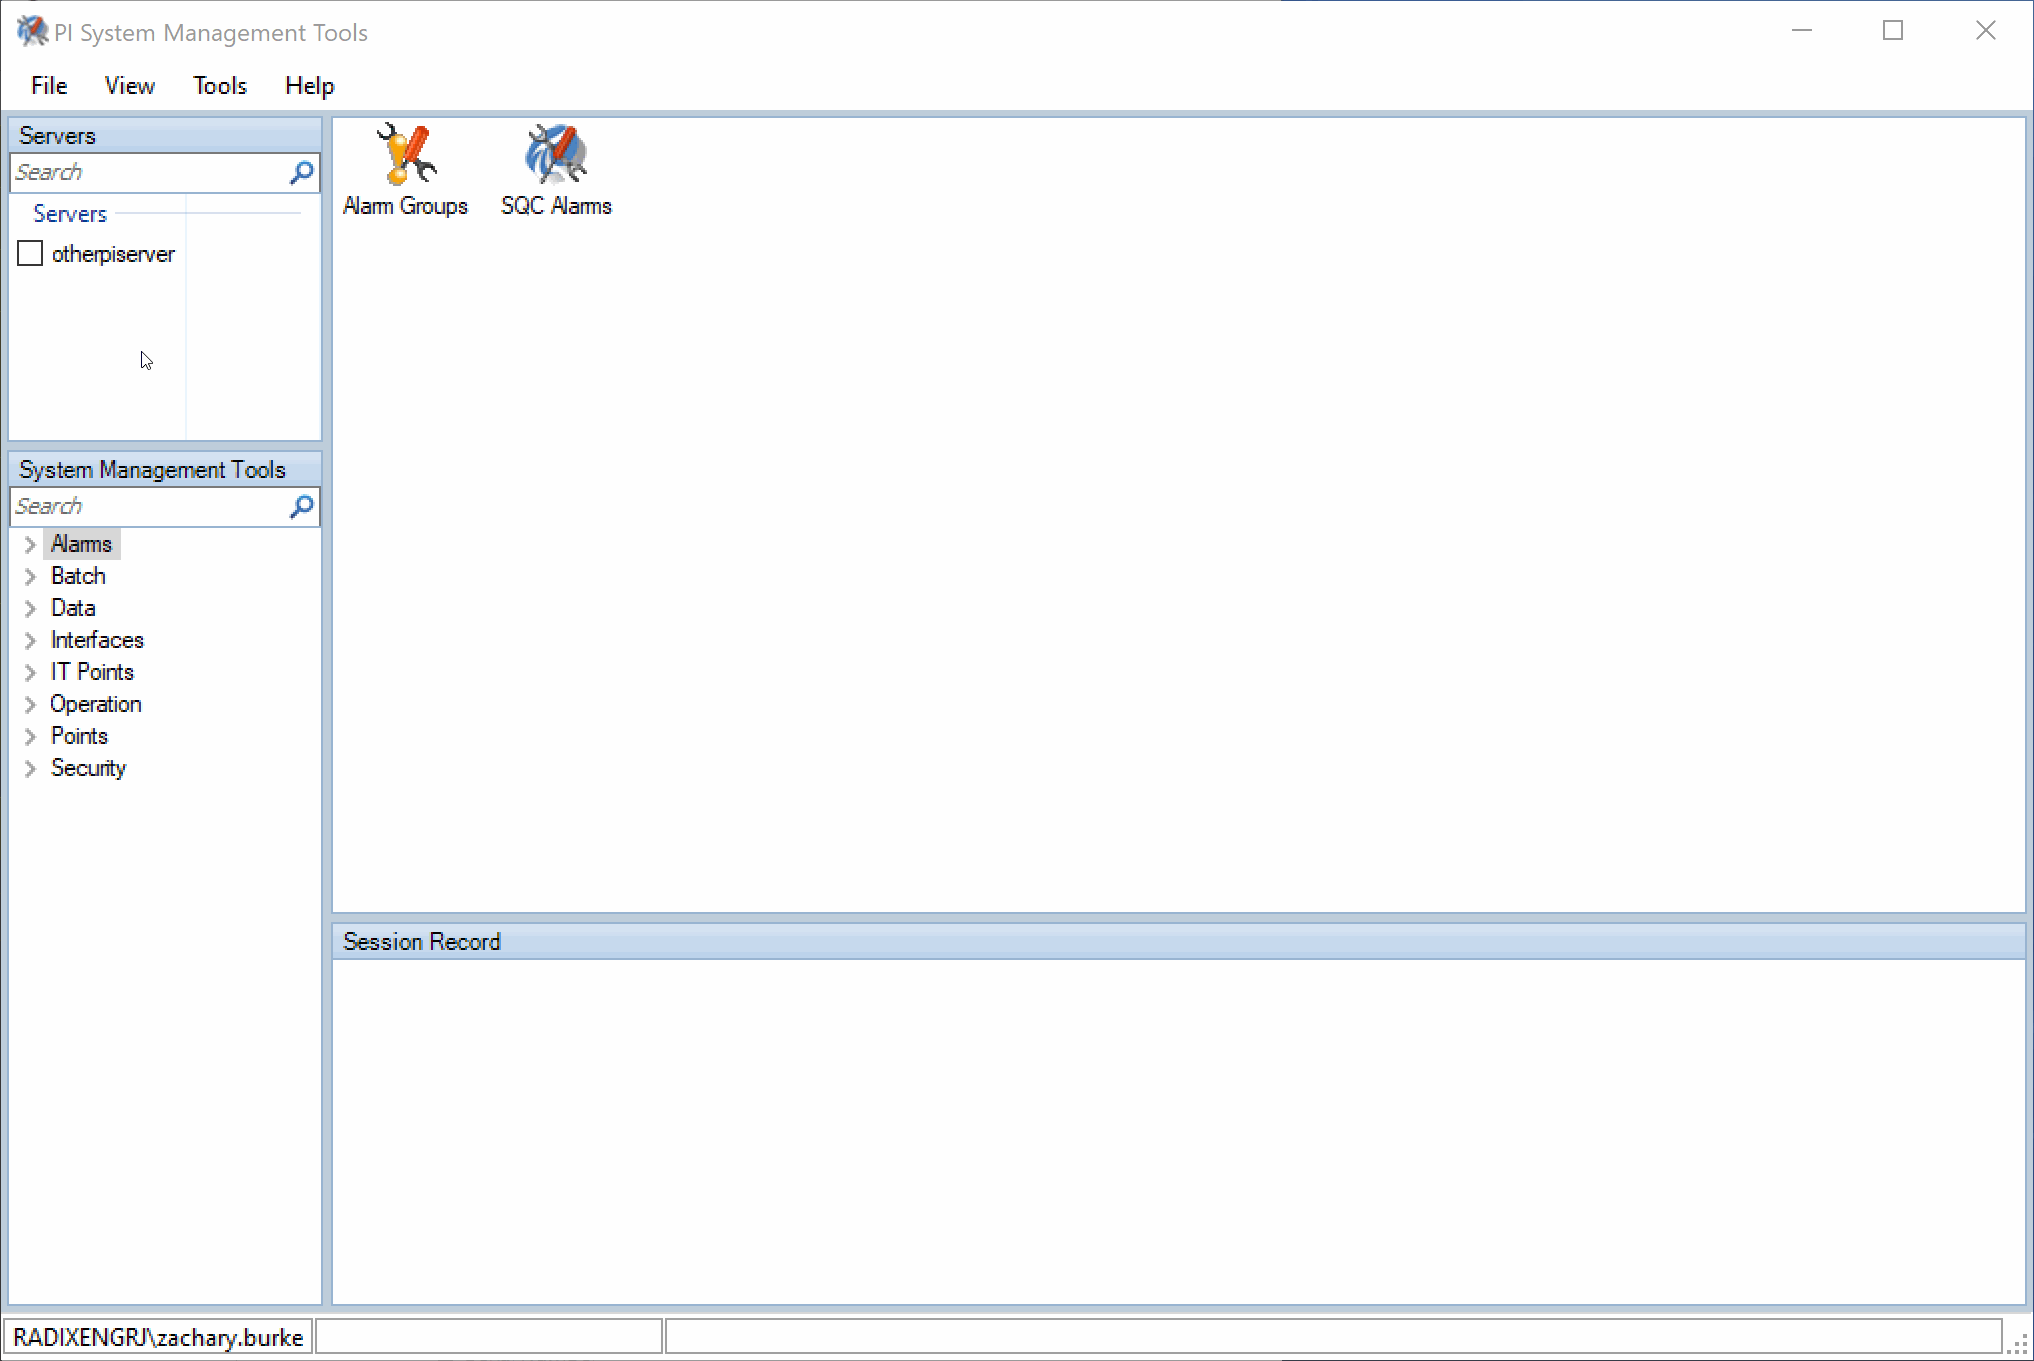 PI System Management Tools
File View Tools Help
Servers
Search
Servers
otherpiserver
System Management Tools
Search
Alarms
Batch
Data
Interfaces
IT Points
Operation
Points
Security
Alarm Groups SQC Alarms
Session Record
RADIXENGRJ\zachary.burke